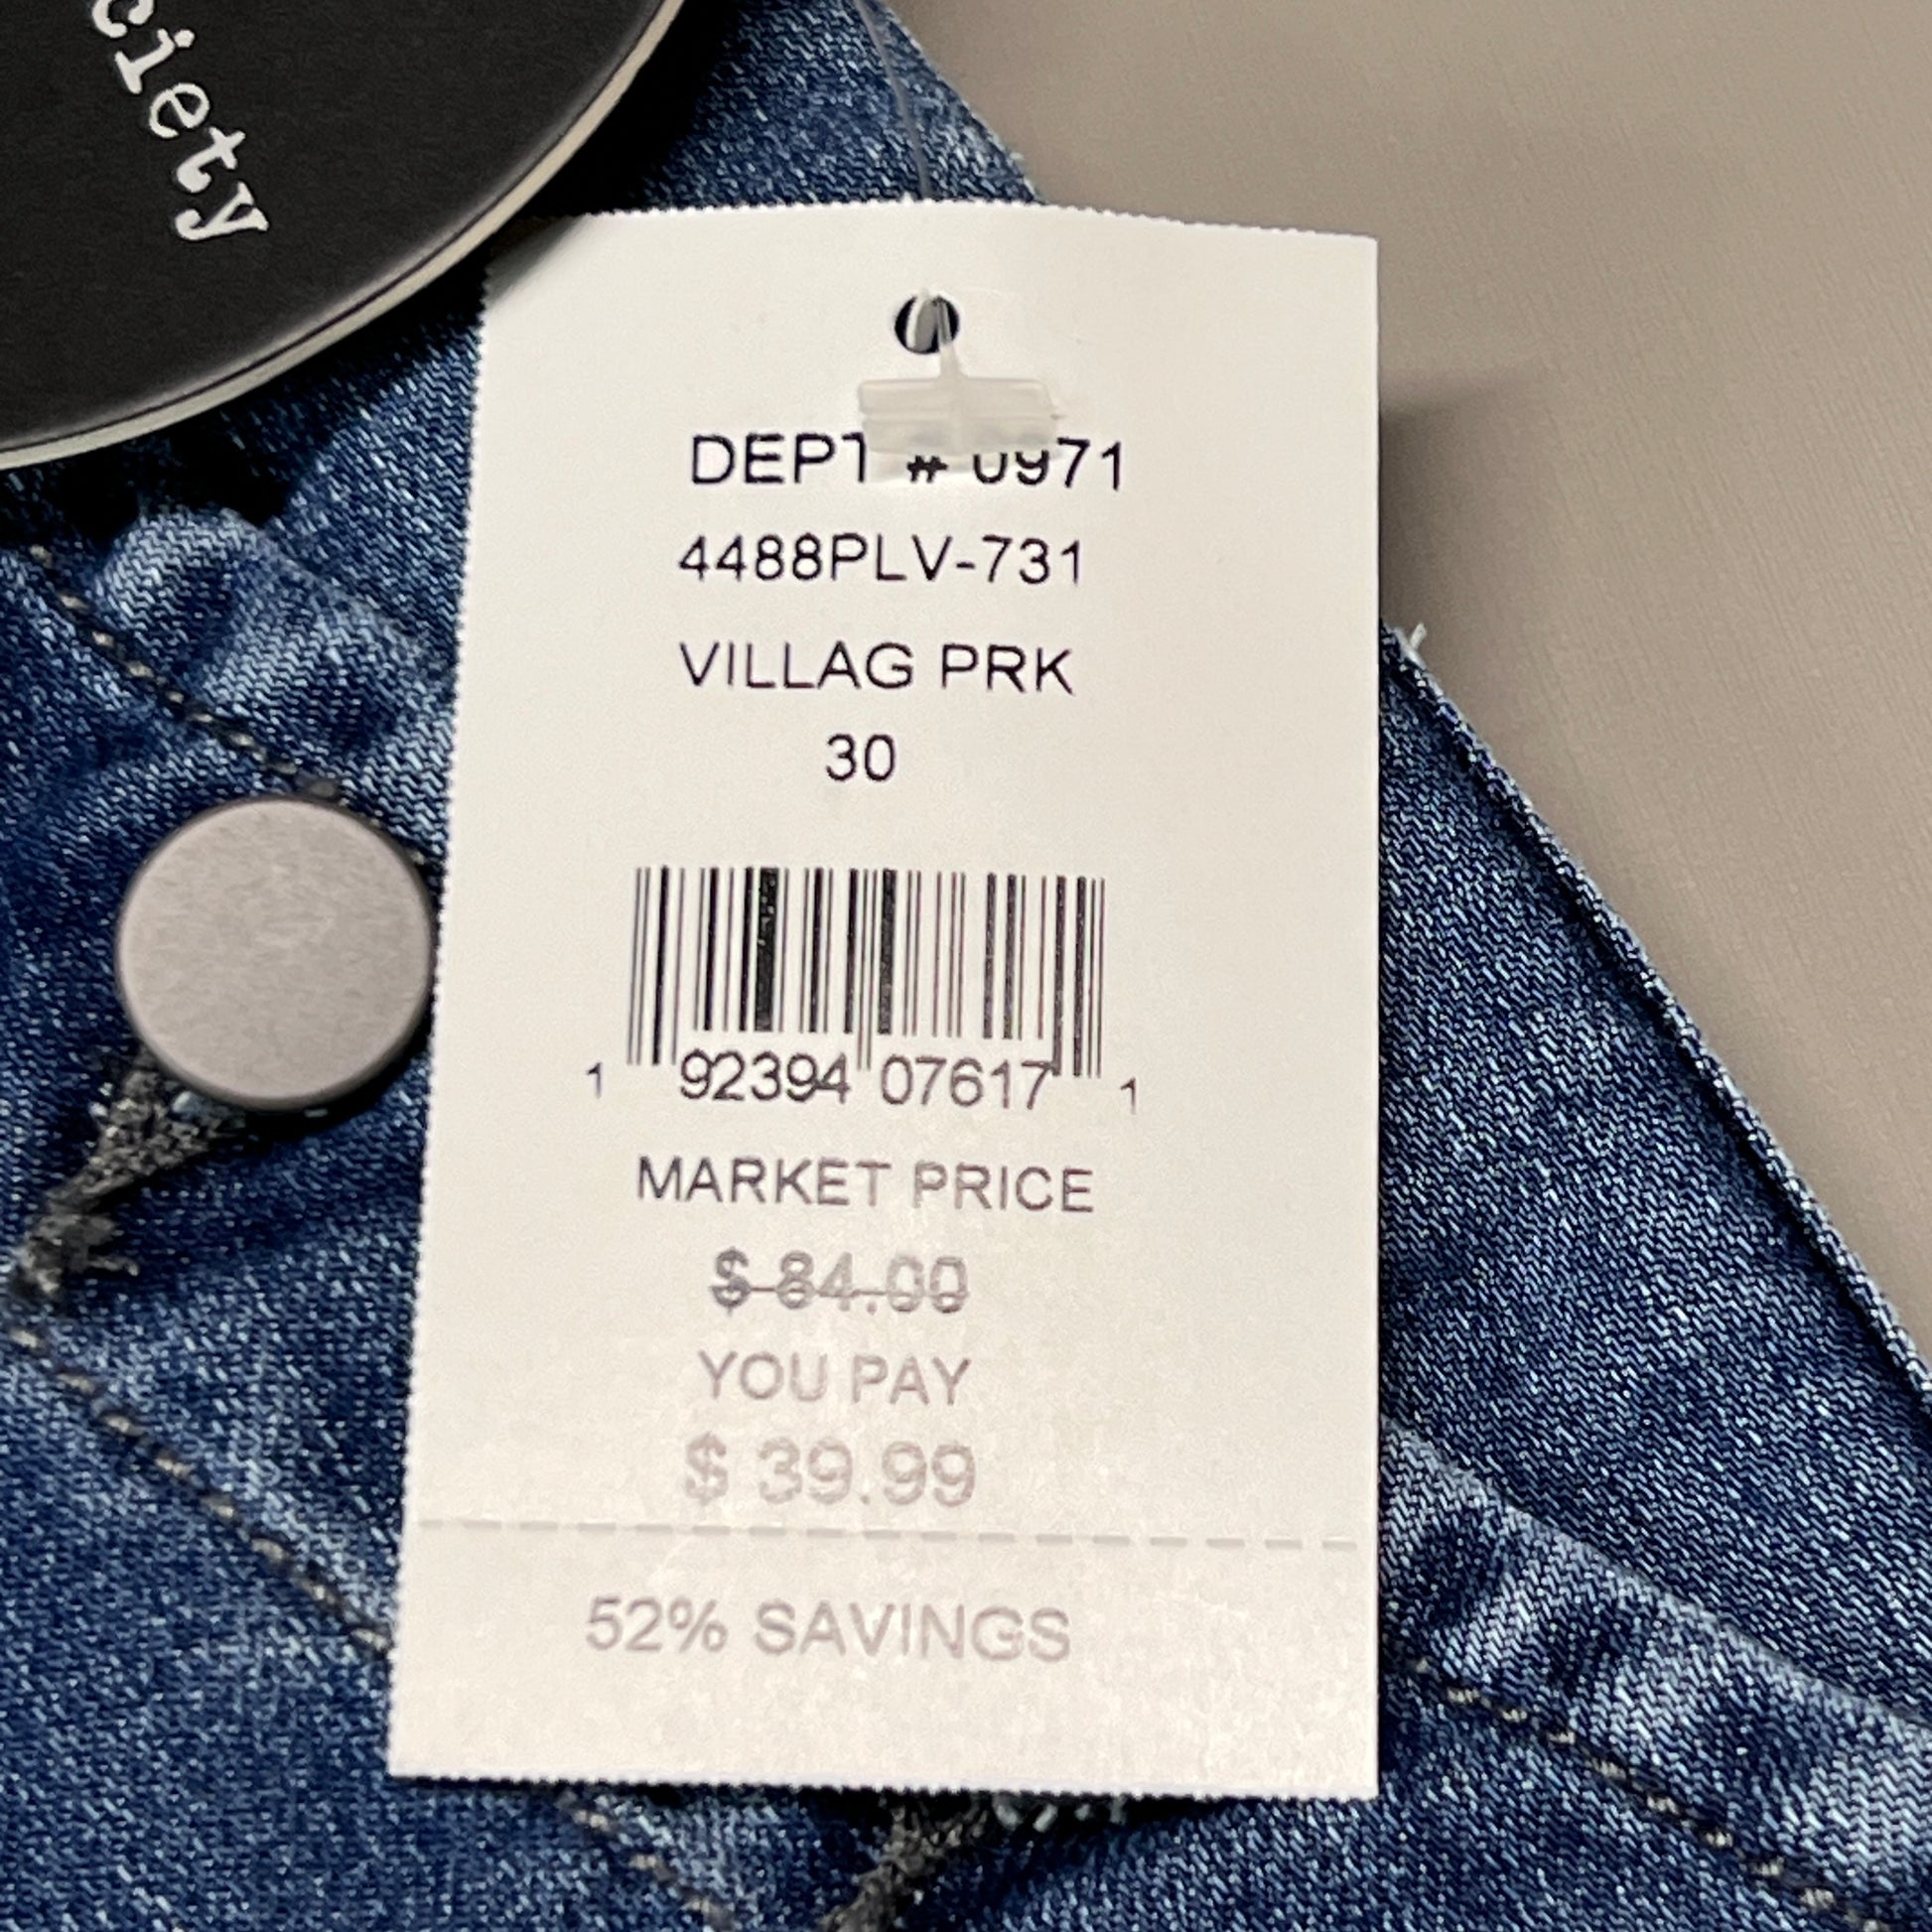 ciety
DEPT # 0971
4488PLV-731
VILLAG PRK
30
1 92394 07617 1
MARKET PRICE
$ 84.00
YOU PAY
$ 39.99
52% SAVINGS